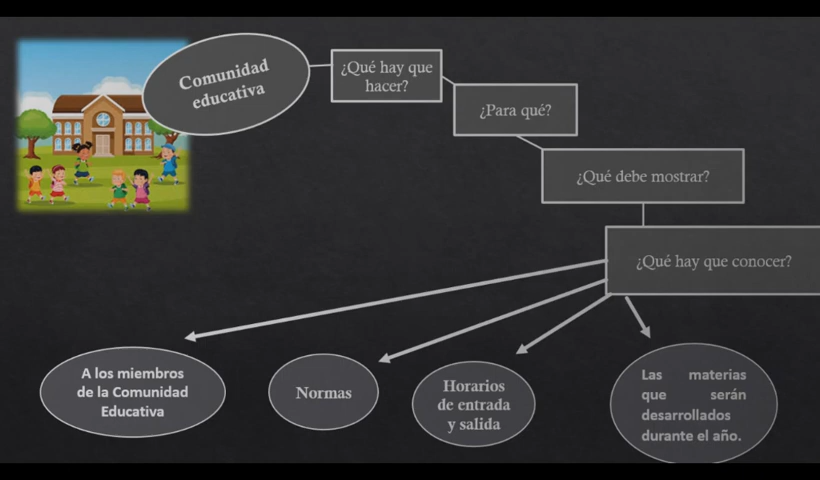 Comunidad
educativa
¿Qué hay que
hacer?
¿Para qué?
¿Qué debe mostrar?
¿Qué hay que conocer?
A los miembros
de la Comunidad
Educativa
Normas
Horarios
de entrada
y salida
Las materias
que serán
desarrollados
durante el año.